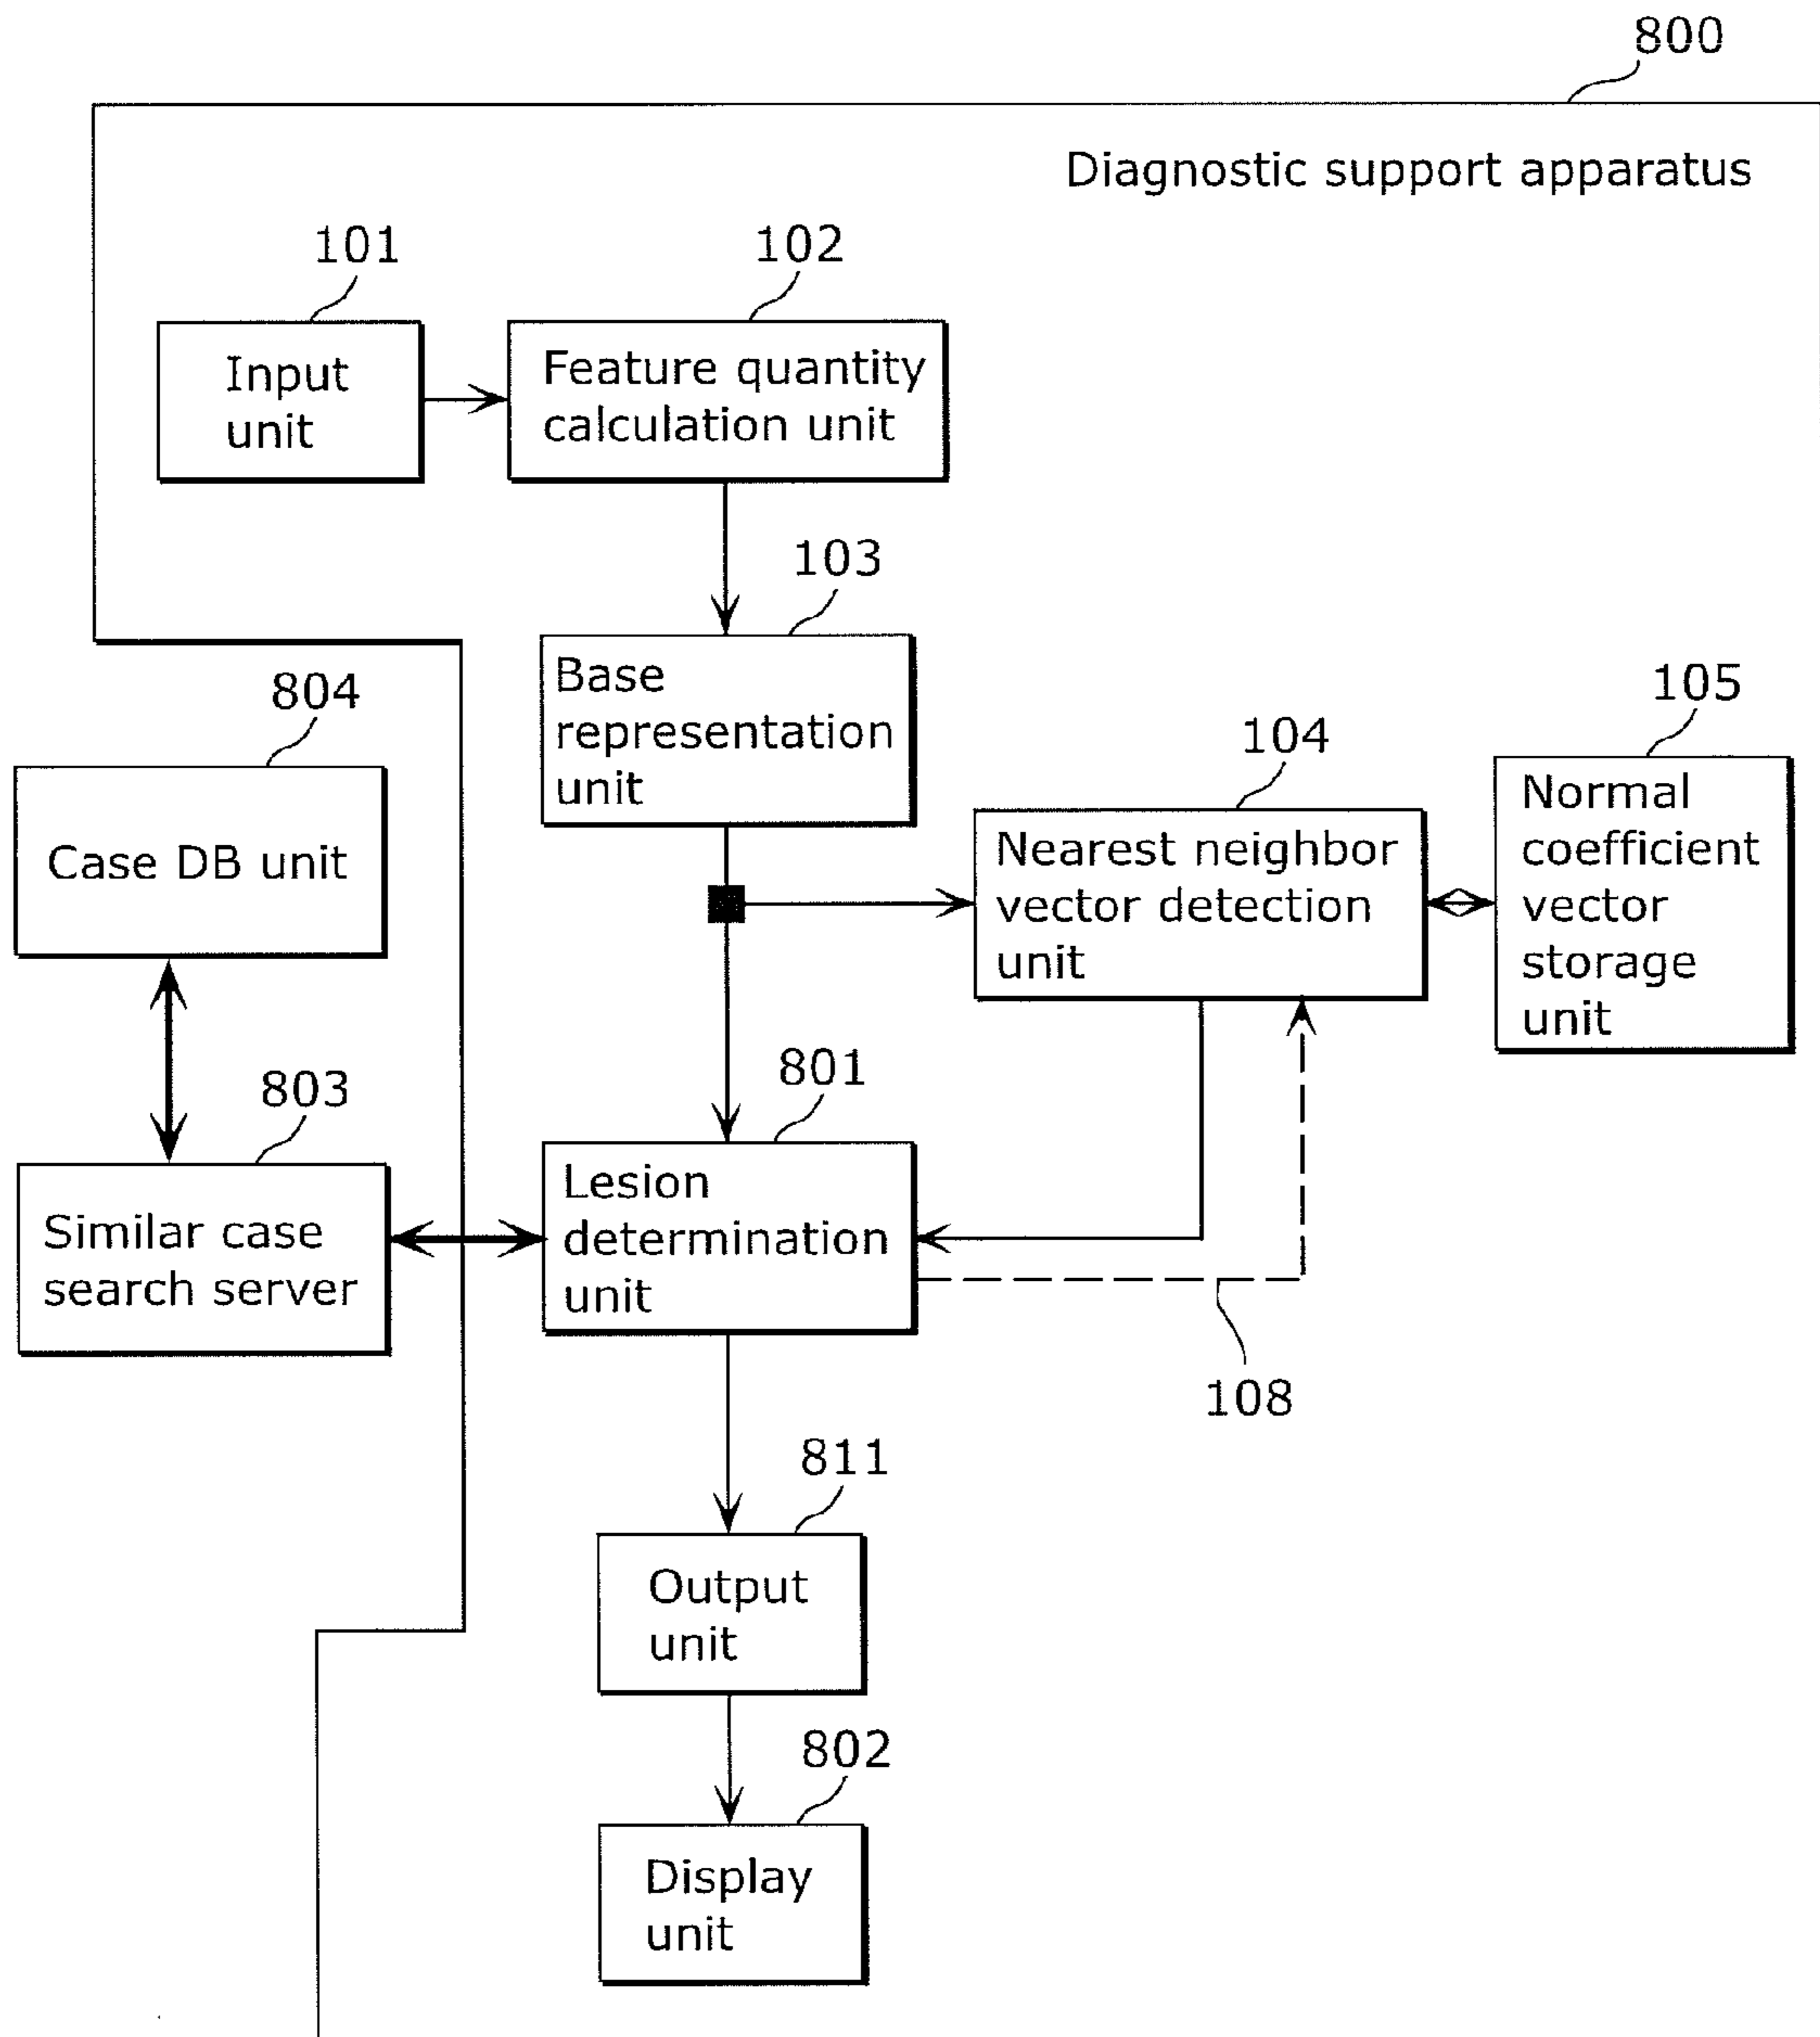 800
Diagnostic support apparatus
101
102
Input
unit
Feature quantity
calculation unit
103
Base
representation
unit
804
Case DB unit
104
Nearest neighbor
vector detection
unit
105
Normal
coefficient
vector
storage
unit
803
Similar case
search server
801
Lesion
determination
unit
108
811
Output
unit
802
Display
unit